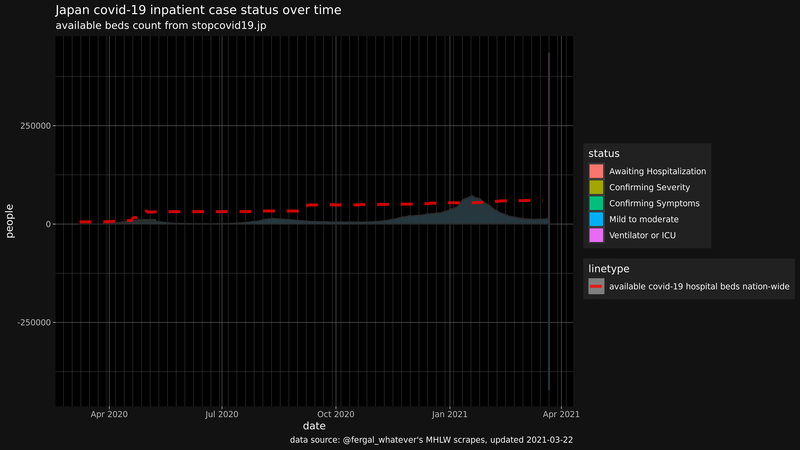 Japan covid-19 inpatient case status over time
available beds count from stopcovid19.jp
people
250000
0
-250000
Apr 2020
Jul 2020
Oct 2020
Jan 2021
Apr 2021
date
status
Awaiting Hospitalization
Confirming Severity
Confirming Symptoms
Mild to moderate
Ventilator or ICU
linetype
available covid-19 hospital beds nation-wide
data source: @fergal_whatever's MHLW scrapes, updated 2021-03-22